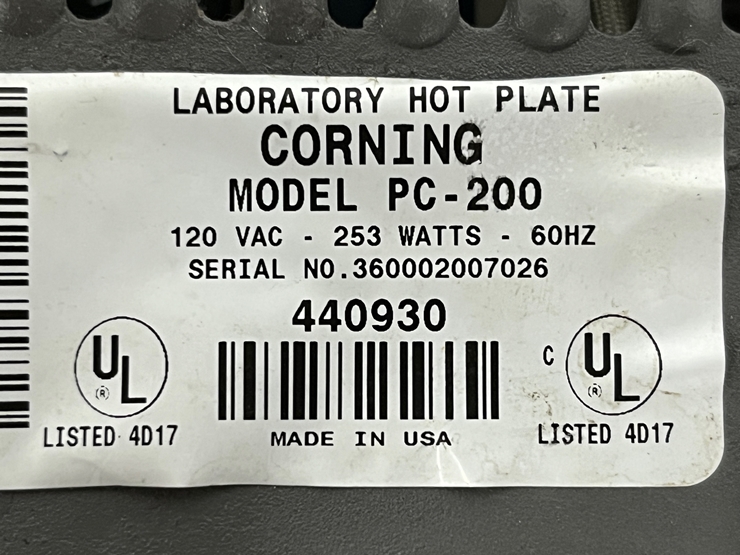 LABORATORY HOT PLATE
CORNING
MODEL PC-200
120 VAC - 253 WATTS - 60HZ
SERIAL NO.360002007026
440930
UL ®
LISTED 4D17
MADE IN USA
C UL ®
LISTED 4D17